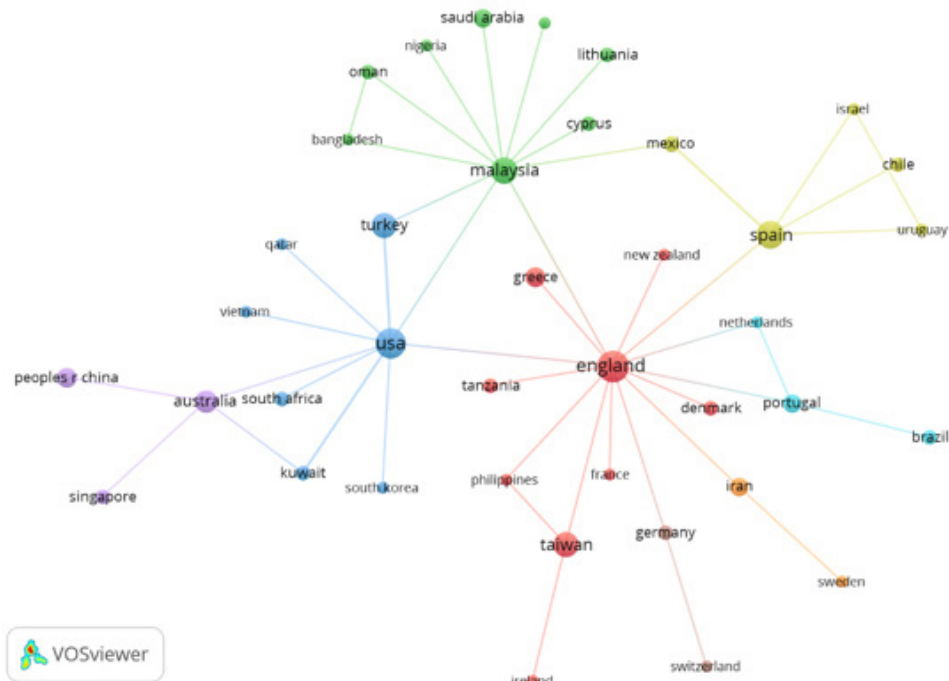 saudi arabia
nigeria
lithuania
oman
cyprus
bangladesh
mexico
israel
chile
malaysia
turkey
spain
uruguay
qatar
new zealand
greece
vietnam
netherlands
usa
england
peoples r china
australia
south africa
tanzania
denmark
portugal
brazil
kuwait
south korea
philippines
france
iran
singapore
taiwan
germany
sweden
VOSviewer
switzerland
ireland